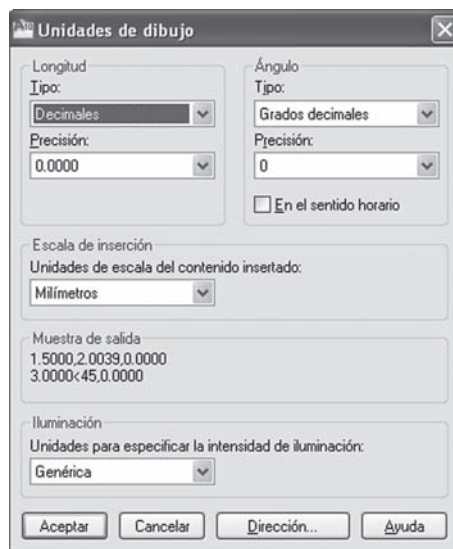 Unidades de dibujo
Longitud
Tipo:
Decimales
Precisión:
0.0000
Ángulo
Tipo:
Grados decimales
Precisión:
0
En el sentido horario
Escala de inserción
Unidades de escala del contenido insertado:
Milímetros
Muestra de salida
1.5000,2.0039,0.0000
3.0000<45,0.0000
Iluminación
Unidades para especificar la intensidad de iluminación:
Genérica
Aceptar Cancelar Dirección... Ayuda